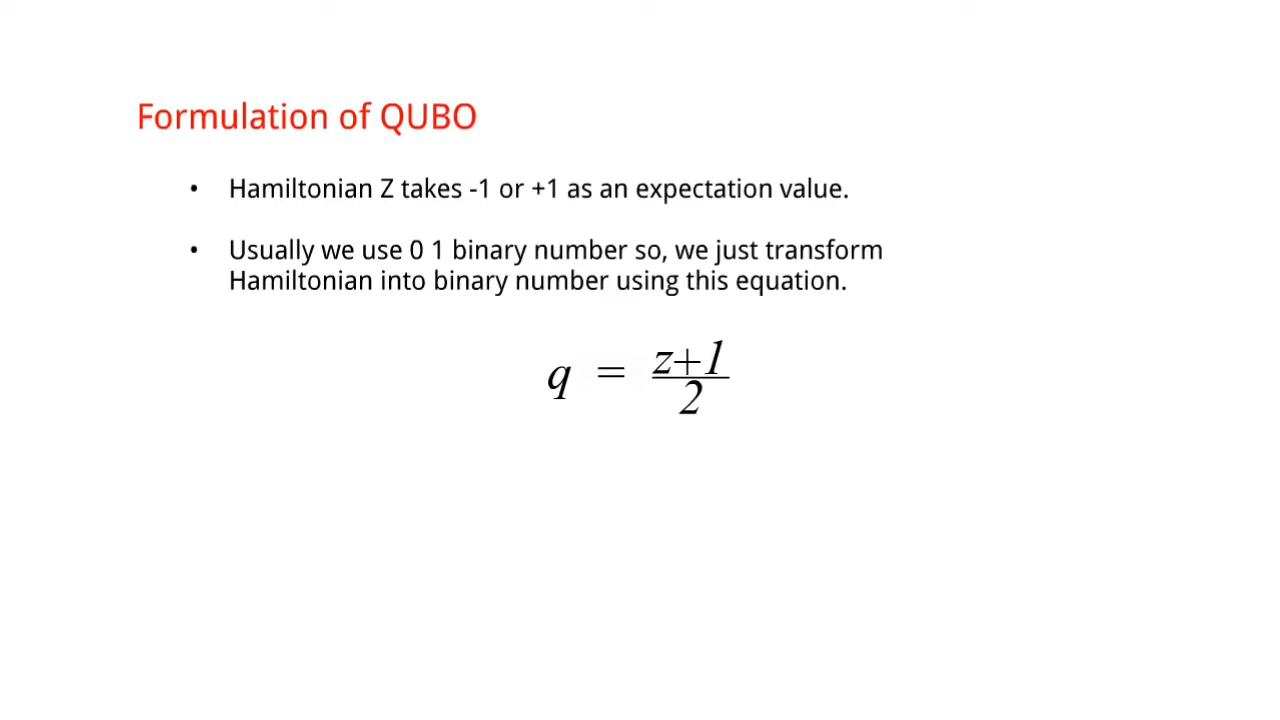 Formulation of QUBO
• Hamiltonian Z takes -1 or +1 as an expectation value.
• Usually we use 0 1 binary number so, we just transform
Hamiltonian into binary number using this equation.
q = \frac{z+1}{2}